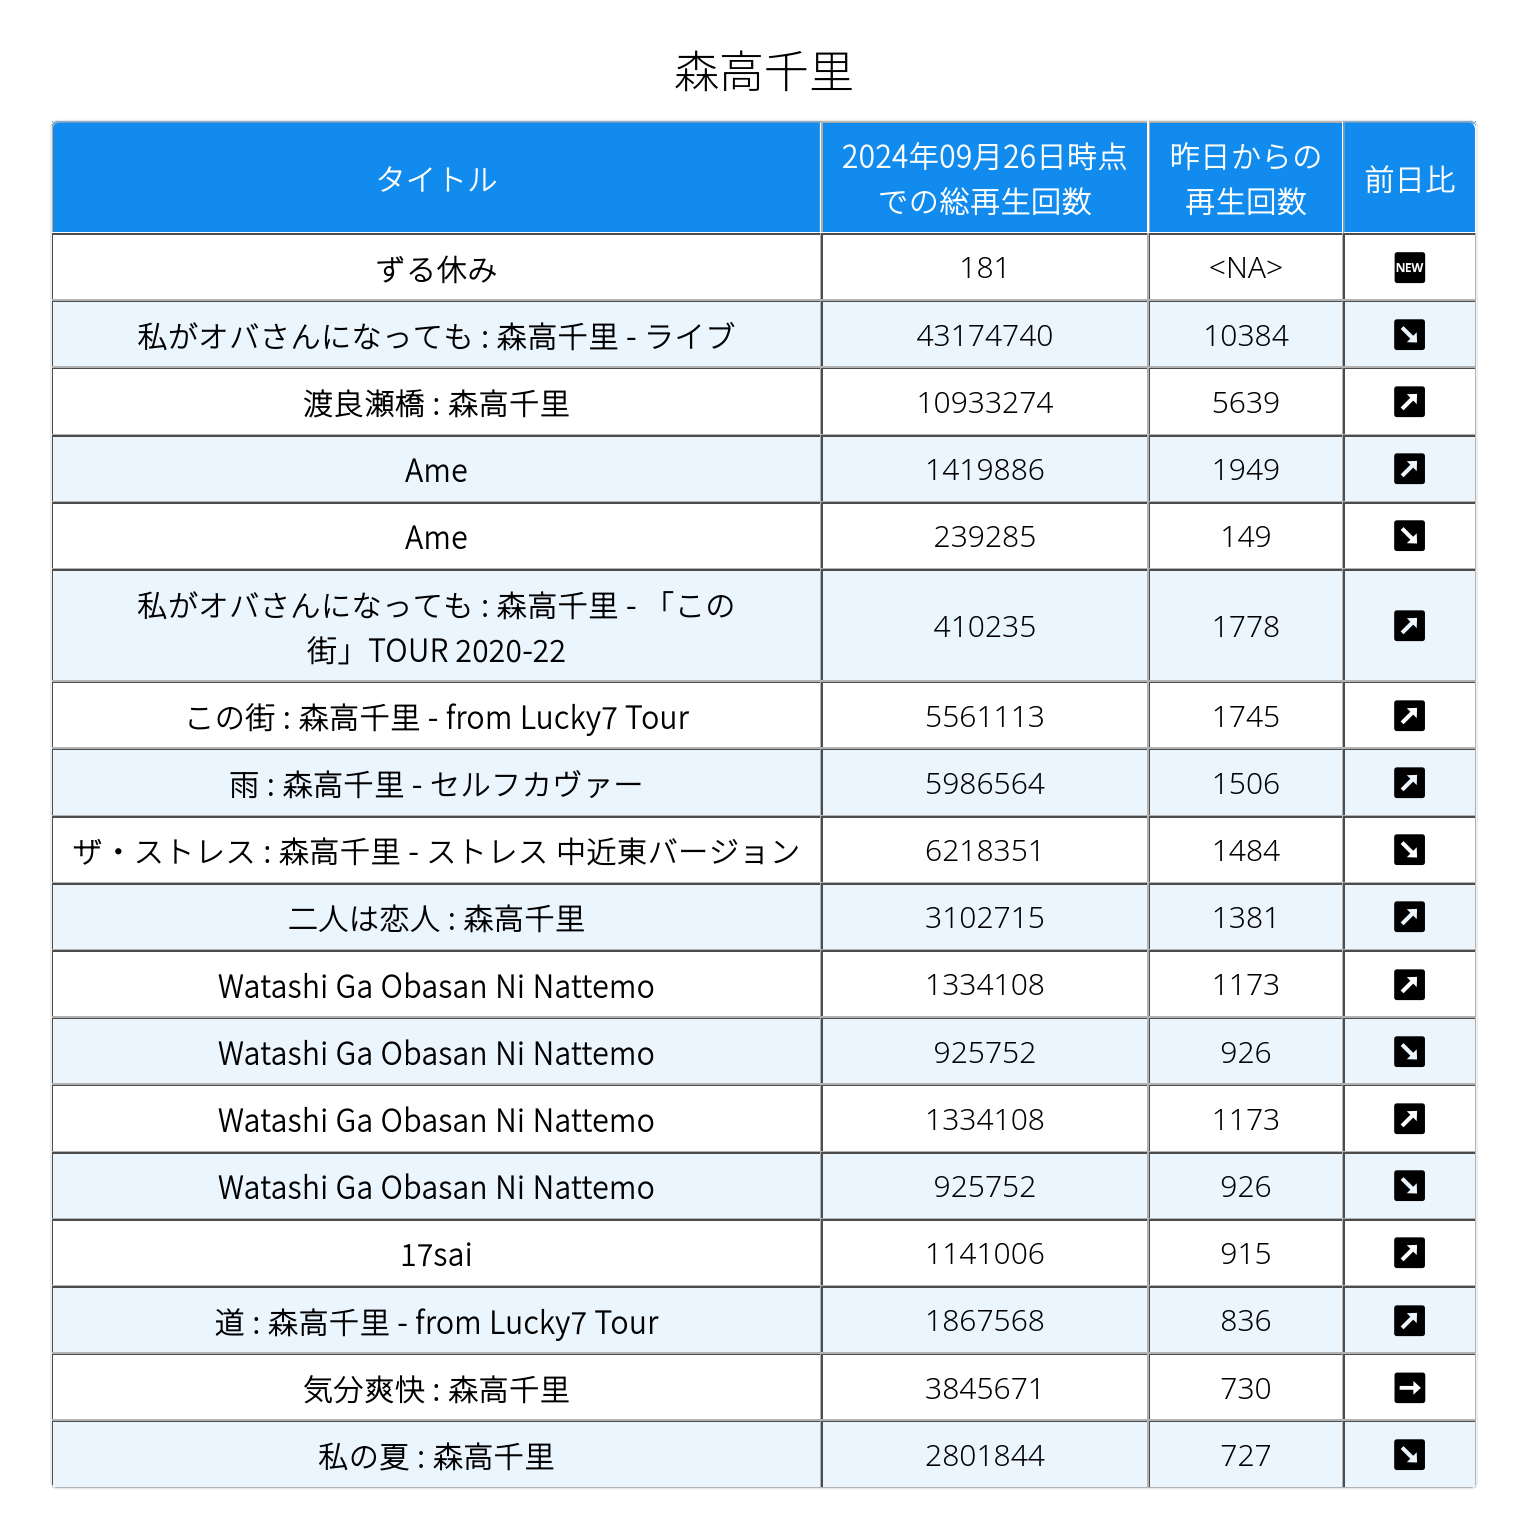 森高千里
タイトル
2024年09月26日時点
での総再生回数
昨日からの
再生回数
前日比
ずる休み 181 <NA> NEW
私がオバさんになっても : 森高千里 - ライブ 43174740 10384
渡良瀬橋 : 森高千里 10933274 5639
Ame 1419886 1949
Ame 239285 149
私がオバさんになっても : 森高千里 - 「この
街」TOUR 2020-22
410235 1778
この街 : 森高千里 - from Lucky7 Tour 5561113 1745
雨 : 森高千里 - セルフカヴァー 5986564 1506
ザ・ストレス : 森高千里 - ストレス 中近東バージョン 6218351 1484
二人は恋人 : 森高千里 3102715 1381
Watashi Ga Obasan Ni Nattemo 1334108 1173
Watashi Ga Obasan Ni Nattemo 925752 926
Watashi Ga Obasan Ni Nattemo 1334108 1173
Watashi Ga Obasan Ni Nattemo 925752 926
17sai 1141006 915
道 : 森高千里 - from Lucky7 Tour 1867568 836
気分爽快 : 森高千里 3845671 730
私の夏 : 森高千里 2801844 727